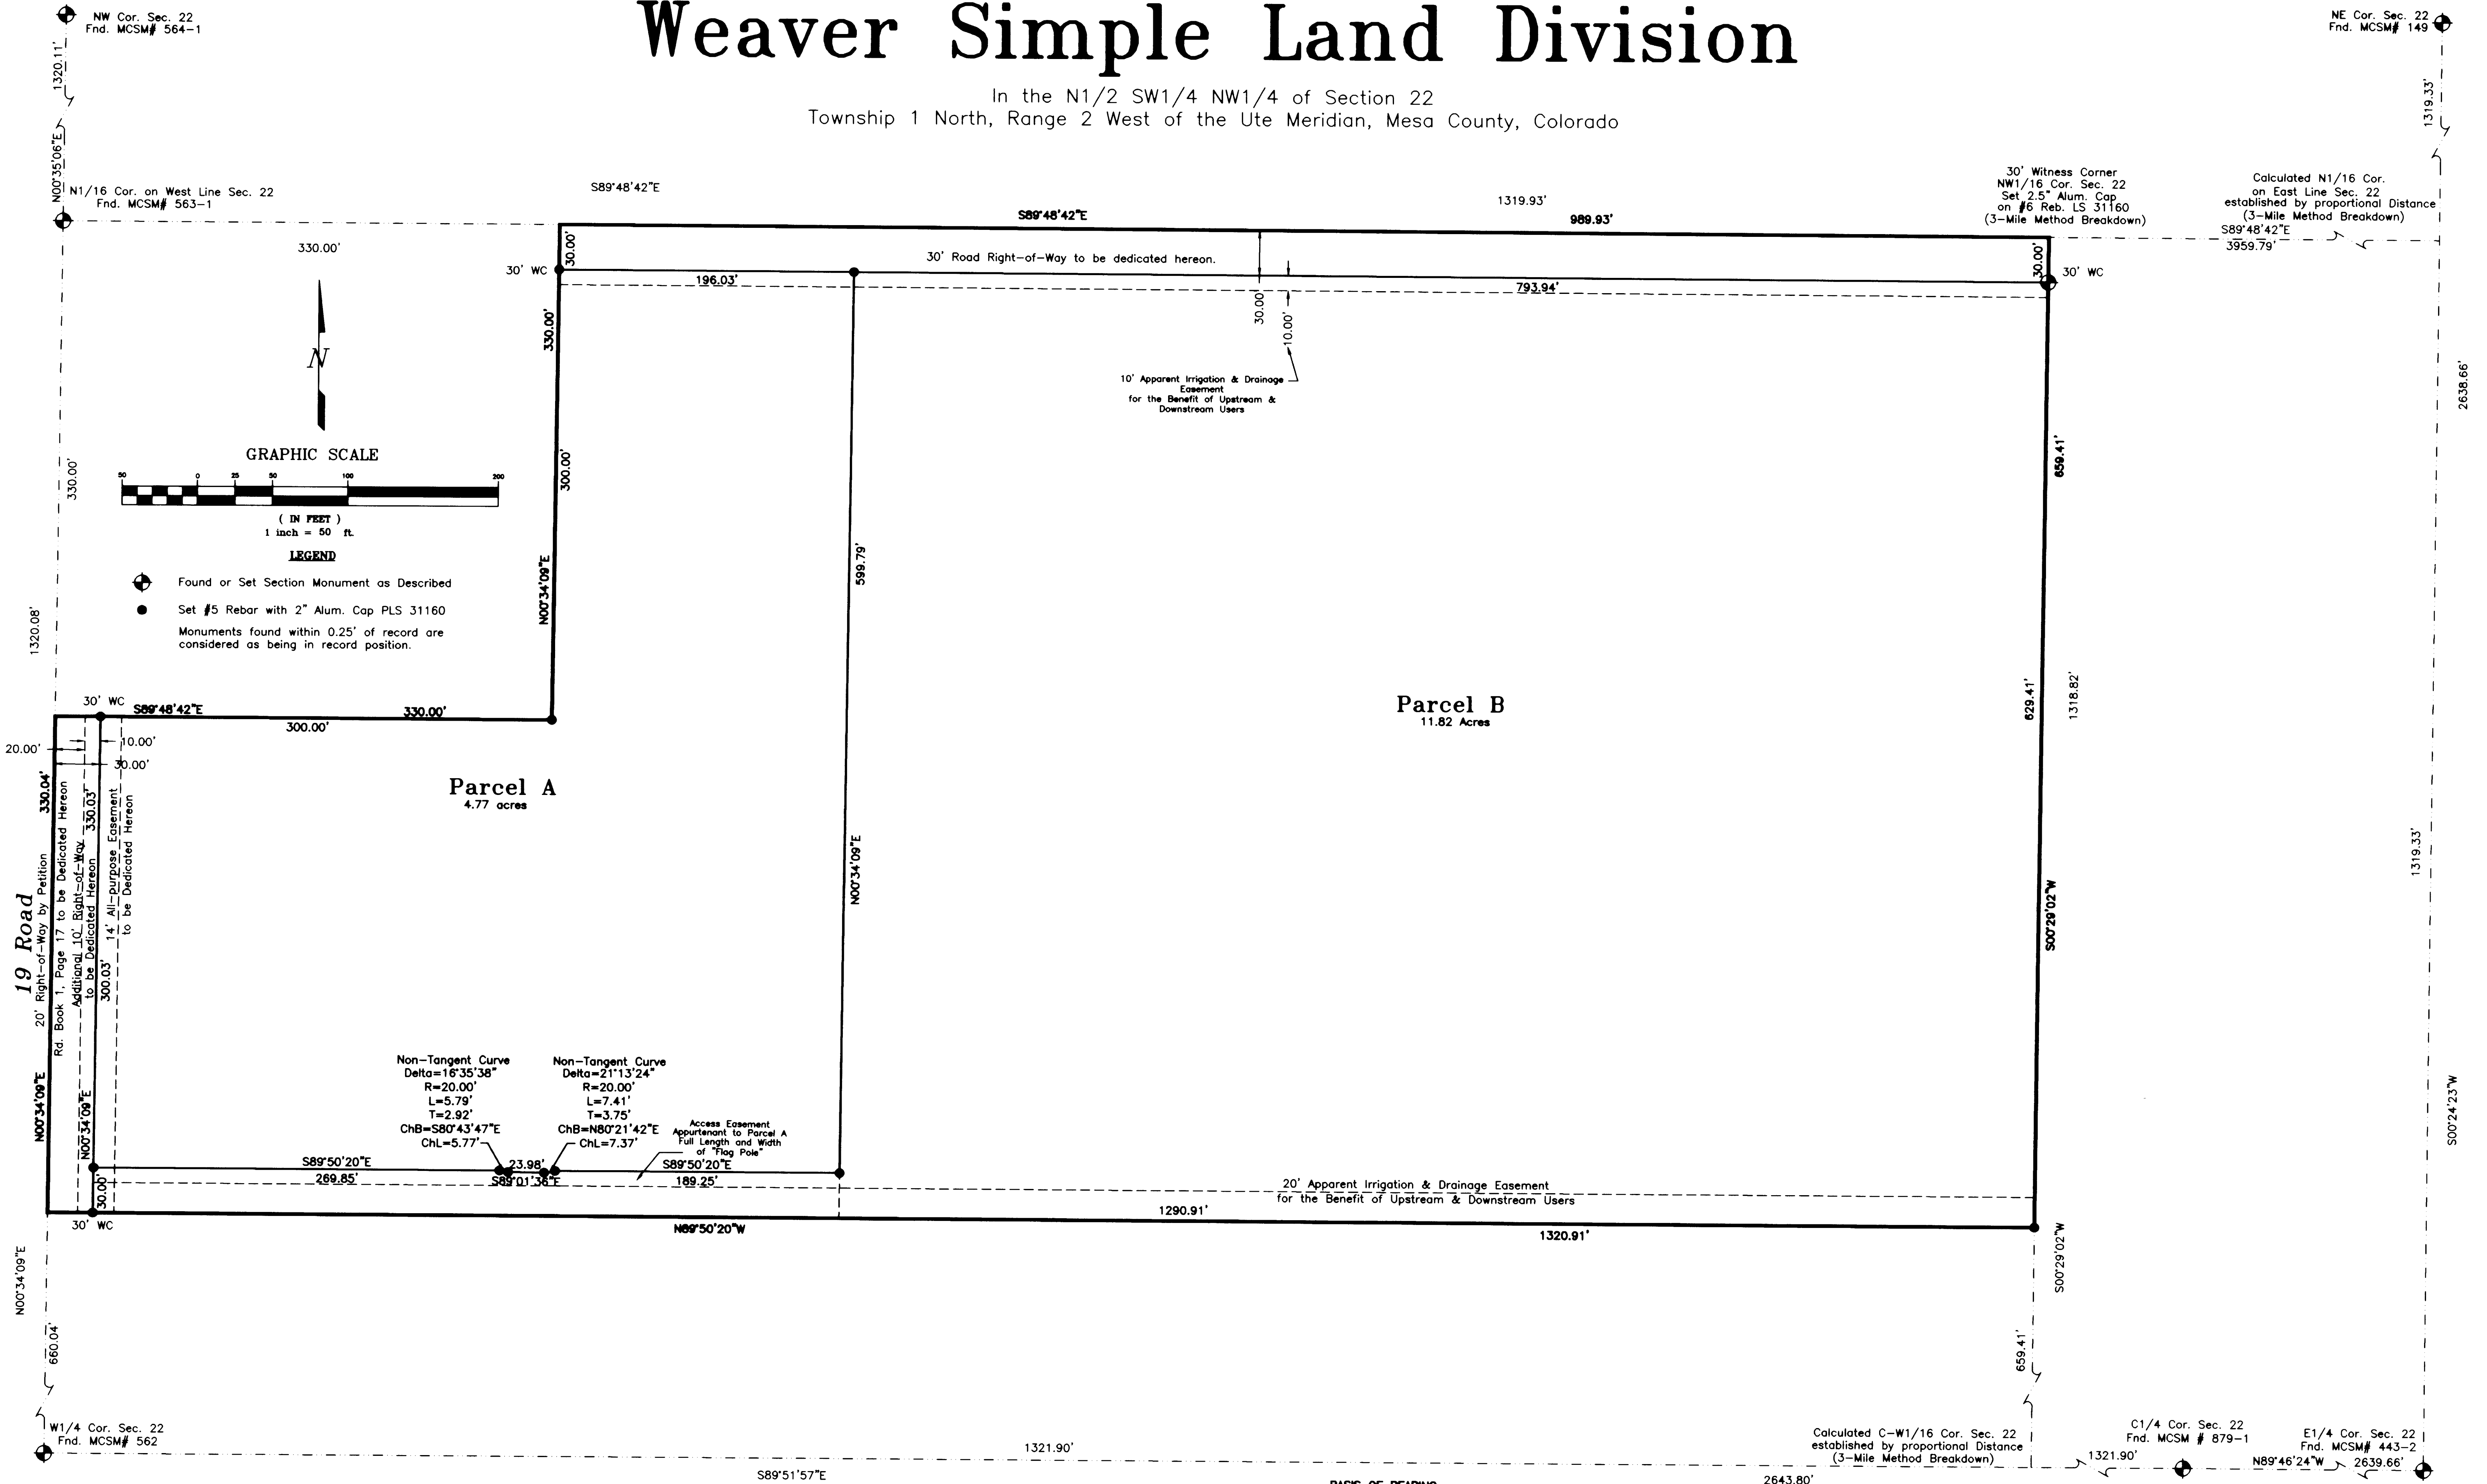 Weaver Simple Land Division
In the N1/2 SW1/4 NW1/4 of Section 22
Township 1 North, Range 2 West of the Ute Meridian, Mesa County, Colorado
NW Cor. Sec. 22
Fnd. MCSM# 564-1
1320.11'
N00°35'06"E
NE Cor. Sec. 22
Fnd. MCSM# 149
1319.33'
N1/16 Cor. on West Line Sec. 22
Fnd. MCSM# 563-1
S89°48'42"E
1319.93'
30' Witness Corner
NW1/16 Cor. Sec. 22
Set 2.5" Alum. Cap
on #6 Reb. LS 31160
(3-Mile Method Breakdown)
Calculated N1/16 Cor.
on East Line Sec. 22
established by proportional Distance
(3-Mile Method Breakdown)
S89°48'42"E
3959.79'
330.00'
S89°48'42"E
989.93'
30.00'
30' WC
30' Road Right-of-Way to be dedicated hereon.
30.00'
30' WC
196.03'
793.94'
30.00'
10.00'
10' Apparent Irrigation & Drainage
Easement
for the Benefit of Upstream &
Downstream Users
N
GRAPHIC SCALE
50 0 25 50 100 200
( IN FEET )
1 inch = 50 ft.
LEGEND
Found or Set Section Monument as Described
Set #5 Rebar with 2" Alum. Cap PLS 31160
Monuments found within 0.25' of record are
considered as being in record position.
330.00'
1320.08'
330.00'
300.00'
N00°34'09"E
599.79'
N00°34'09"E
659.41'
629.41'
1318.82'
S00°29'02"W
2638.66'
1319.33'
S00°24'23"W
30' WC
S89°48'42"E
330.00'
300.00'
20.00'
10.00'
30.00'
Parcel A
4.77 acres
Parcel B
11.82 Acres
19 Road
330.04'
N00°34'09"E
20' Right-of-Way by Petition
Rd. Book 1, Page 17 to be Dedicated Hereon
Additional 10' Right-of-Way
to be Dedicated Hereon
330.03'
N00°34'09"E
300.03'
14' All-purpose Easement
to be Dedicated Hereon
30.00'
30' WC
Non-Tangent Curve
Delta=16°35'38"
R=20.00'
L=5.79'
T=2.92'
ChB=S80°43'47"E
ChL=5.77'
Non-Tangent Curve
Delta=21°13'24"
R=20.00'
L=7.41'
T=3.75'
ChB=N80°21'42"E
ChL=7.37'
Access Easement
Appurtenant to Parcel A
Full Length and Width
of "Flag Pole"
S89°50'20"E
269.85'
23.98'
S89°01'36"E
S89°50'20"E
189.25'
20' Apparent Irrigation & Drainage Easement
for the Benefit of Upstream & Downstream Users
1290.91'
N89°50'20"W
1320.91'
N00°34'09"E
660.04'
S00°29'02"W
659.41'
W1/4 Cor. Sec. 22
Fnd. MCSM# 562
1321.90'
S89°51'57"E
Calculated C-W1/16 Cor. Sec. 22
established by proportional Distance
(3-Mile Method Breakdown)
2643.80'
1321.90'
C1/4 Cor. Sec. 22
Fnd. MCSM # 879-1
E1/4 Cor. Sec. 22
Fnd. MCSM# 443-2
N89°46'24"W
2639.66'
BASIS OF BEARING